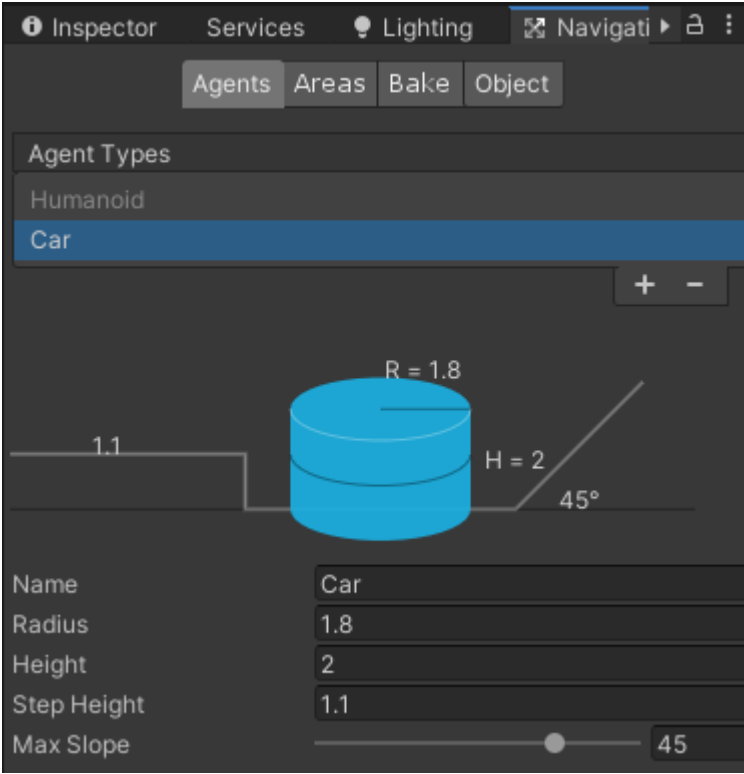 Inspector Services Lighting Navigati
Agents Areas Bake Object
Agent Types
Humanoid
Car
R = 1.8
1.1
H = 2
45°
Name Car
Radius 1.8
Height 2
Step Height 1.1
Max Slope 45